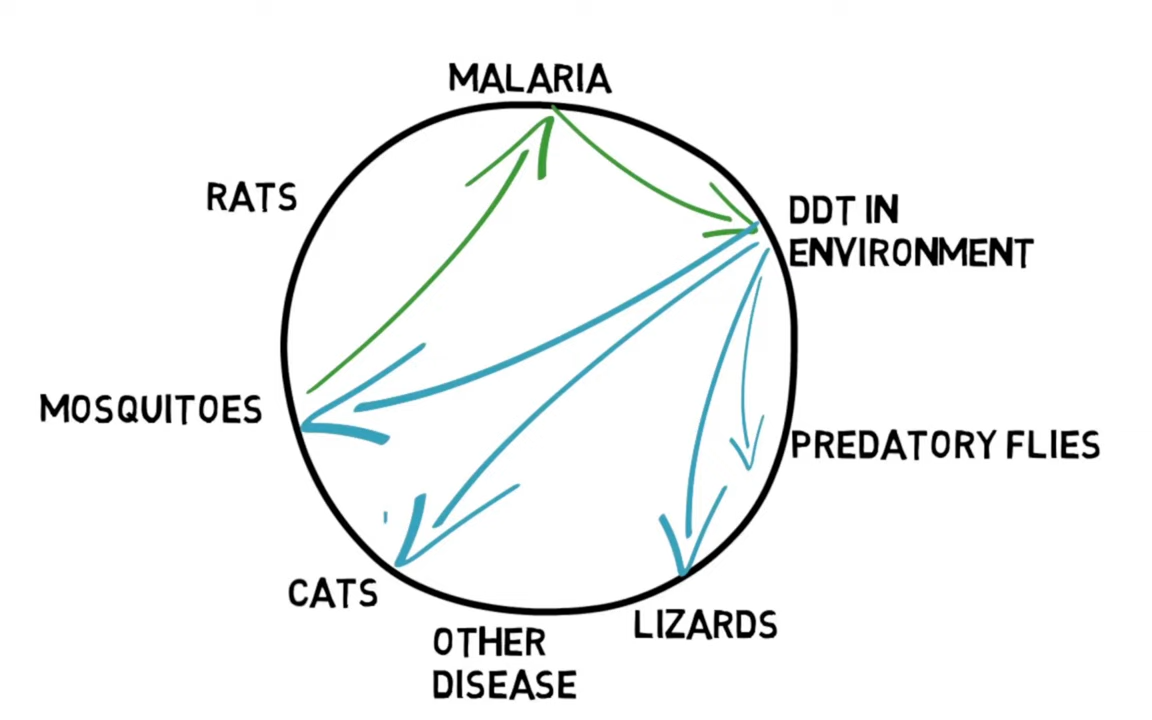 MALARIA
RATS
DDT IN
ENVIRONMENT
MOSQUITOES
PREDATORY FLIES
CATS
LIZARDS
OTHER
DISEASE